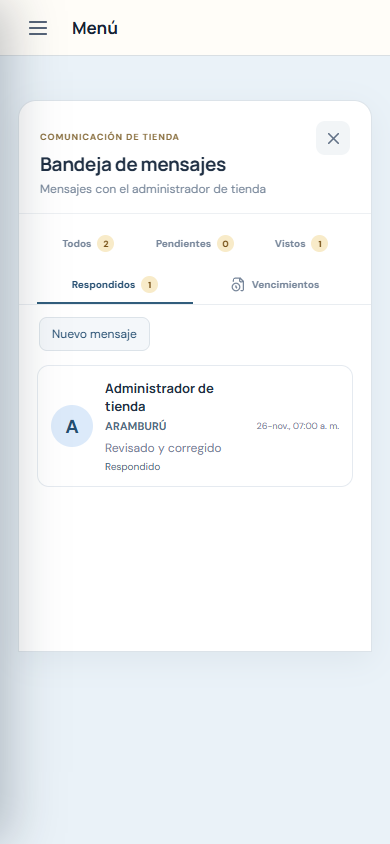 Menú
COMUNICACIÓN DE TIENDA
Bandeja de mensajes
Mensajes con el administrador de tienda
Todos 2 Pendientes 0 Vistos 1
Respondidos 1 Vencimientos
Nuevo mensaje
Administrador de
tienda
A
ARAMBURÚ
26-nov., 07:00 a. m.
Revisado y corregido
Respondido